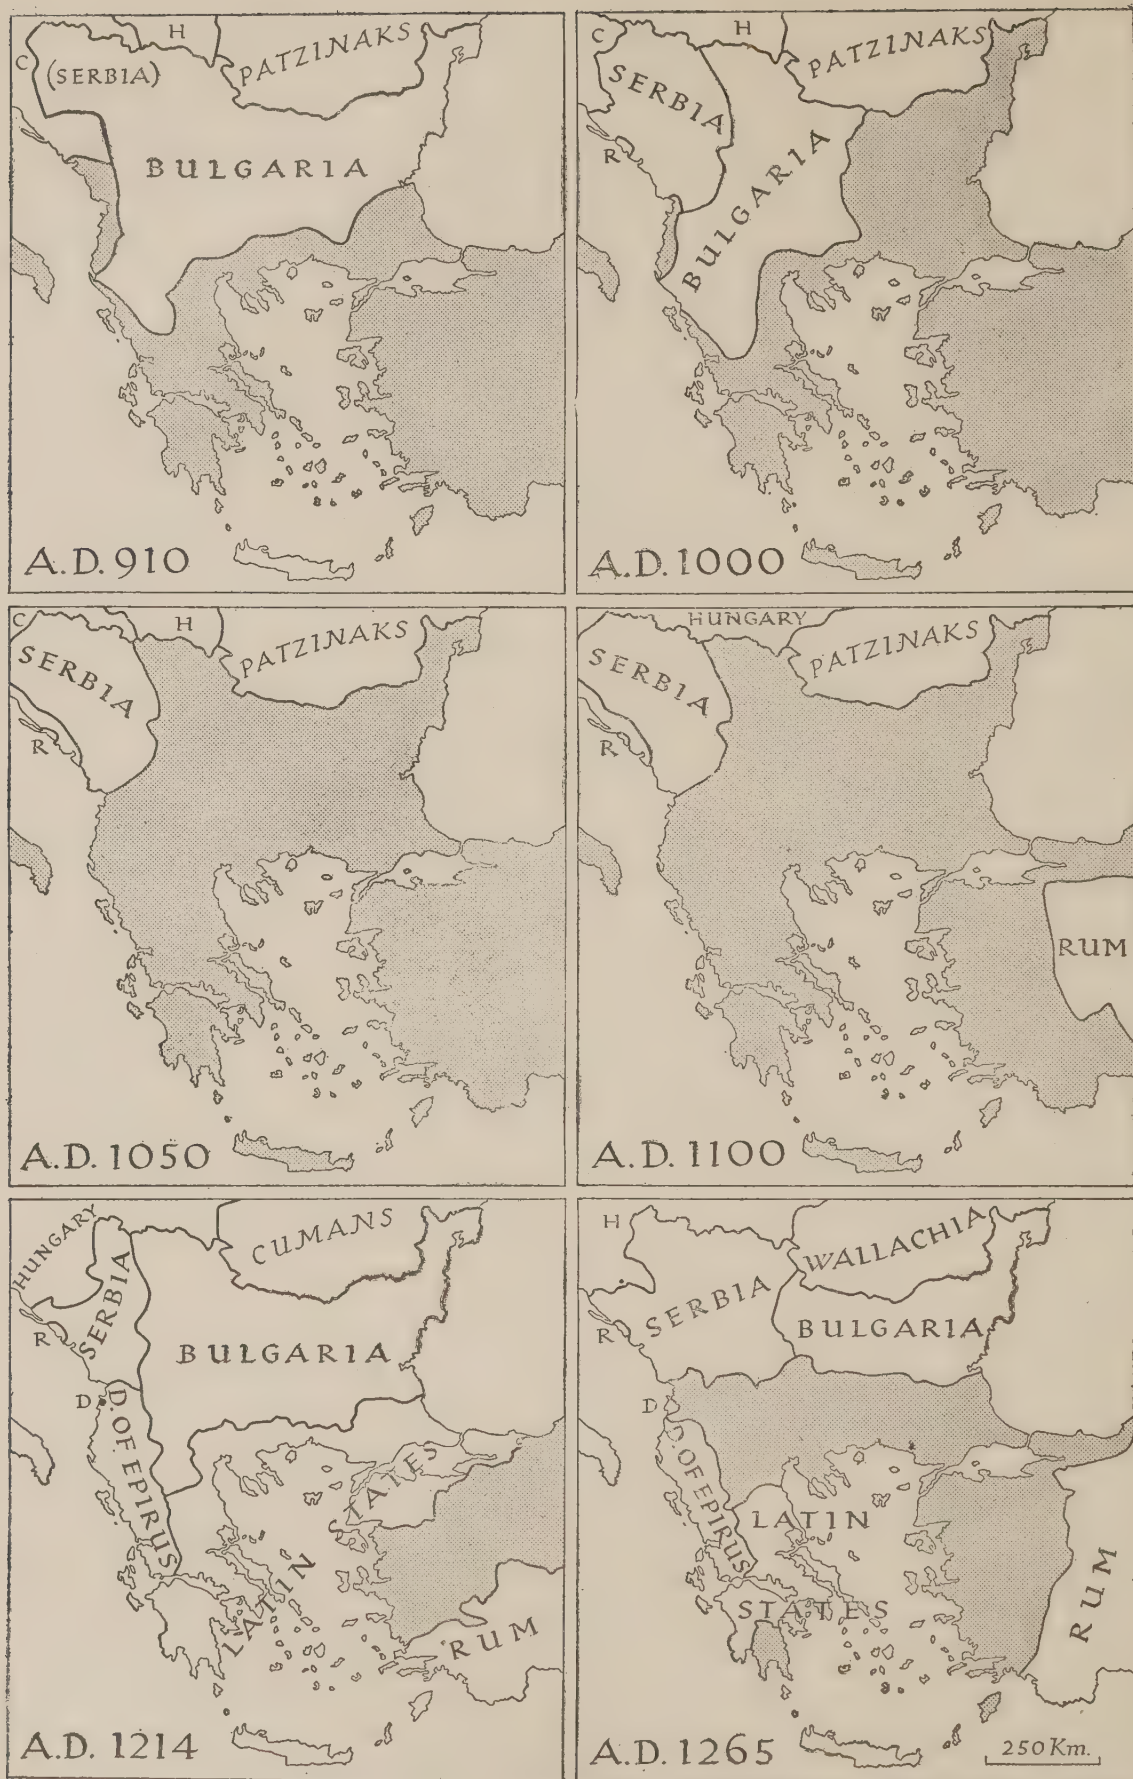 C
(SERBIA)
H
PATZINAKS
BULGARIA
A.D. 910
C
SERBIA
H
PATZINAKS
R
BULGARIA
A.D. 1000
C
SERBIA
H
PATZINAKS
R
A.D. 1050
HUNGARY
SERBIA
PATZINAKS
R
RUM
A.D. 1100
HUNGARY
SERBIA
CUMANS
R
BULGARIA
D
D. OF EPIRUS
LATIN STATES
RUM
A.D. 1214
H
WALLACHIA
SERBIA
BULGARIA
R
D
D. OF EPIRUS
LATIN
STATES
RUM
A.D. 1265
250 Km.